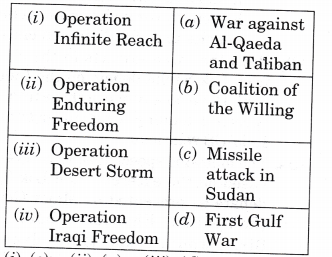 (i) Operation Infinite Reach
(a) War against Al-Qaeda and Taliban
(ii) Operation Enduring Freedom
(b) Coalition of the Willing
(iii) Operation Desert Storm
(c) Missile attack in Sudan
(iv) Operation Iraqi Freedom
(d) First Gulf War